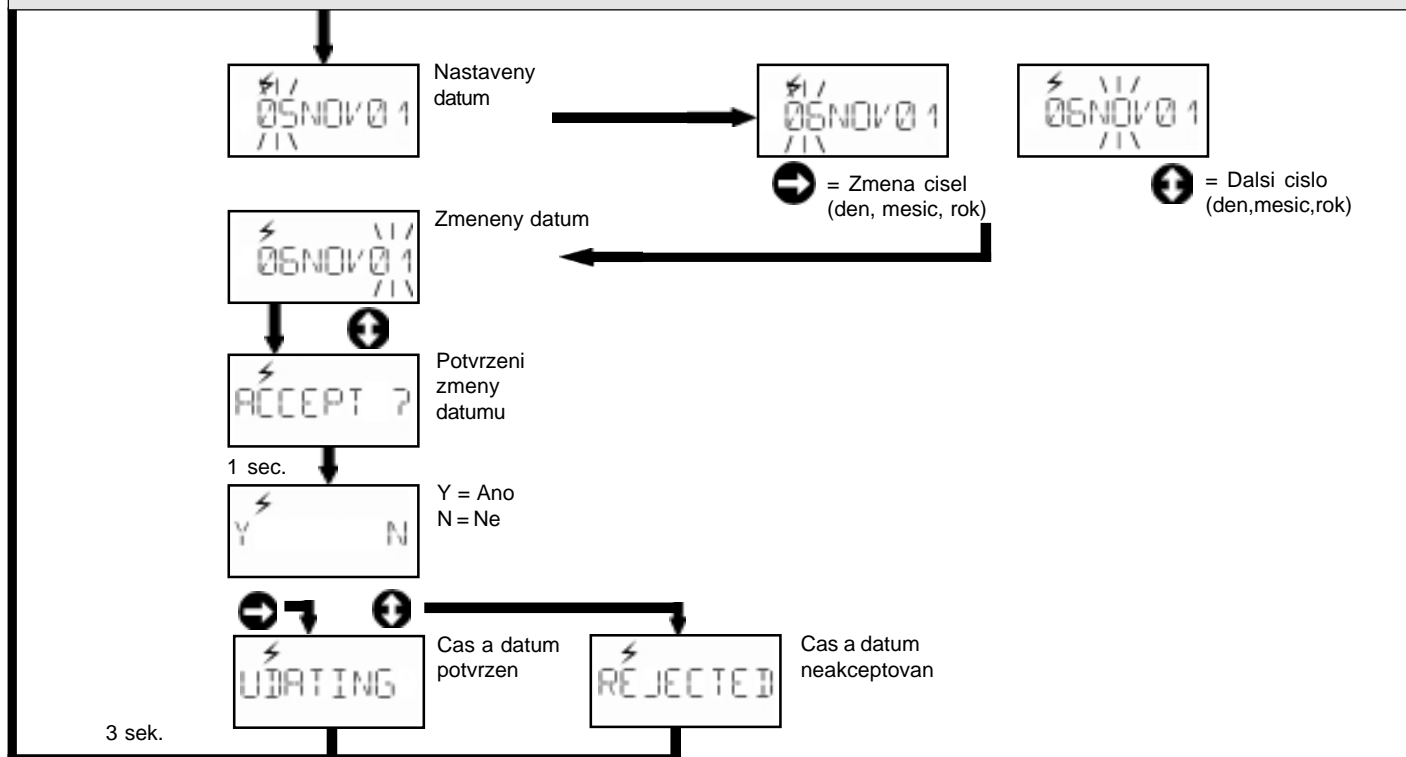 05NOV01
Nastaveny
datum
06NOV01
06NOV01
= Zmena cisel
(den, mesic, rok)
= Dalsi cislo
(den,mesic,rok)
06NOV01
Zmeneny datum
ACCEPT ?
Potvrzeni
zmeny
datumu
1 sec.
Y N
Y = Ano
N = Ne
UDATING
Cas a datum
potvrzen
REJECTED
Cas a datum
neakceptovan
3 sek.